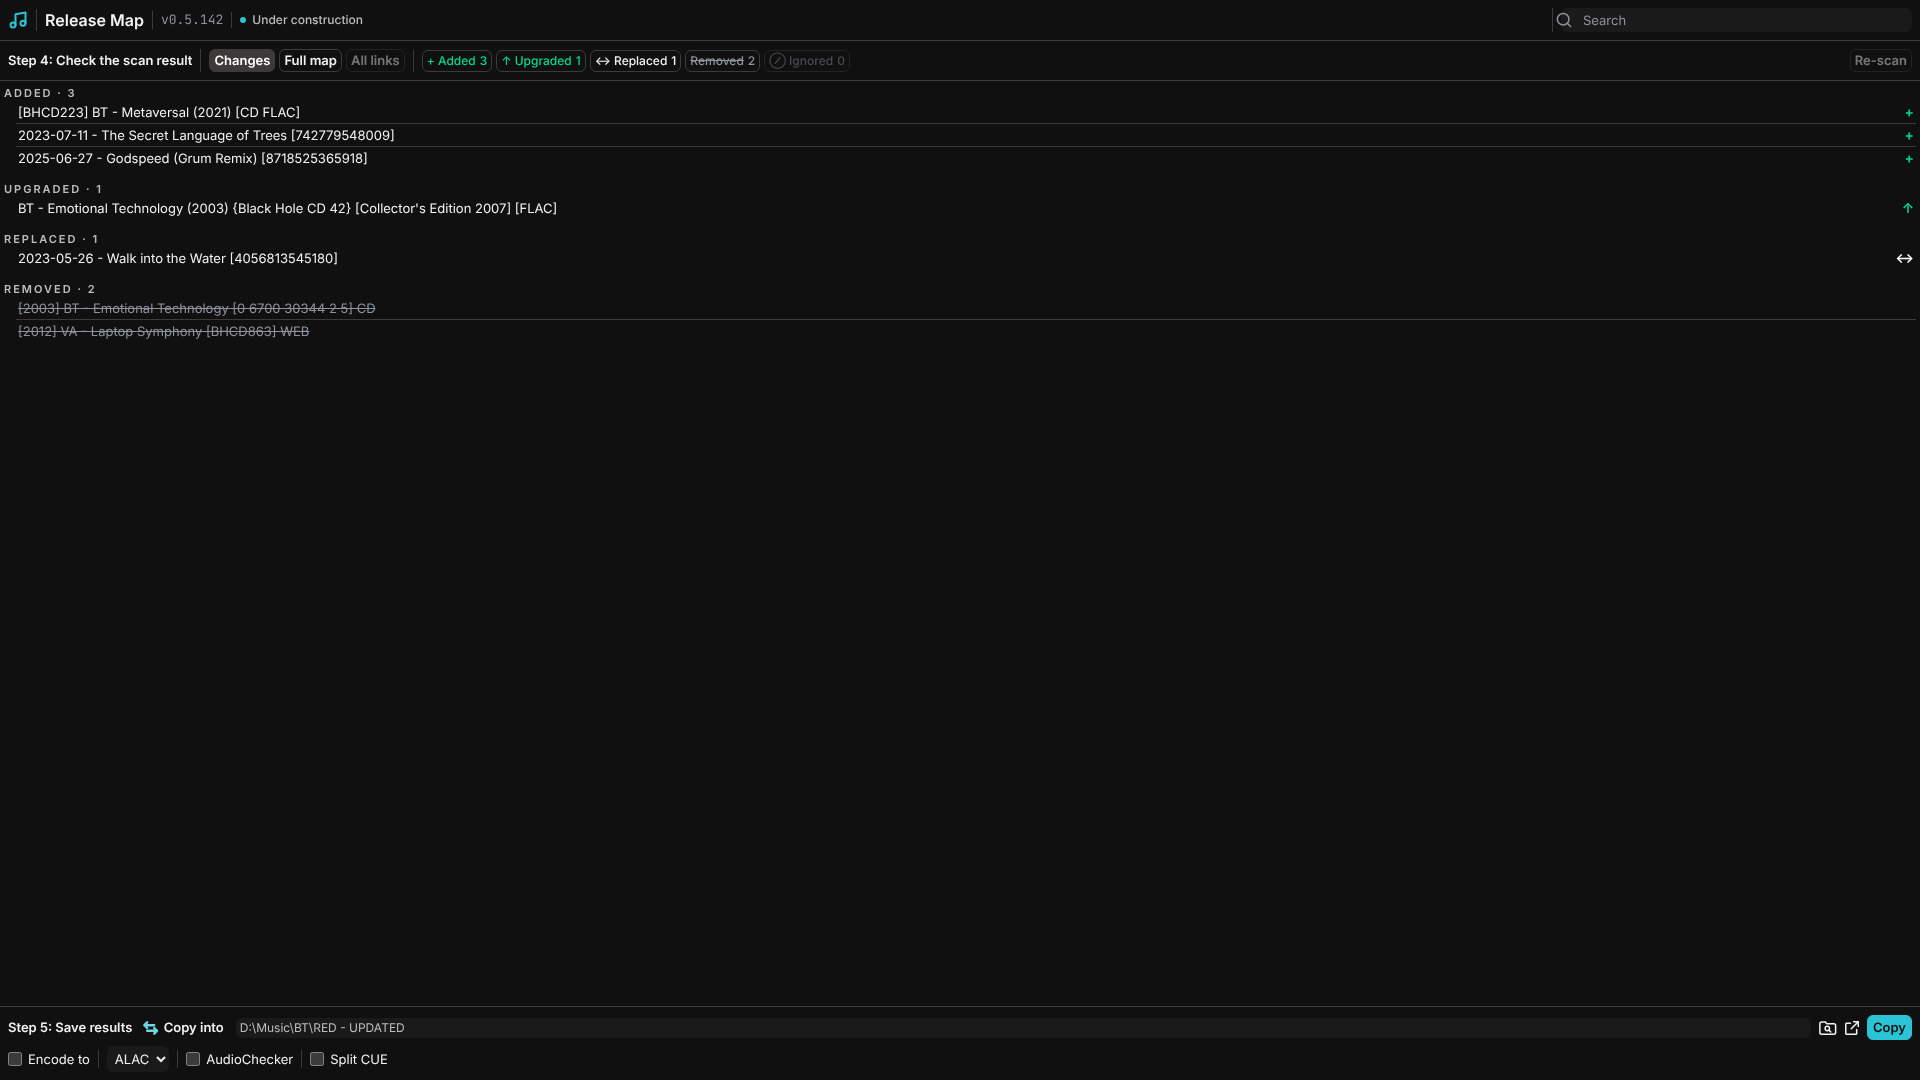 Release Map v0.5.142 Under construction Search
Step 4: Check the scan result Changes Full map All links + Added 3 ↑ Upgraded 1 ↔ Replaced 1 Removed 2 Ignored 0 Re-scan
ADDED · 3
[BHCD223] BT - Metaversal (2021) [CD FLAC] +
2023-07-11 - The Secret Language of Trees [742779548009] +
2025-06-27 - Godspeed (Grum Remix) [8718525365918] +
UPGRADED · 1
BT - Emotional Technology (2003) {Black Hole CD 42} [Collector's Edition 2007] [FLAC] ↑
REPLACED · 1
2023-05-26 - Walk into the Water [4056813545180] ↔
REMOVED · 2
[2003] BT - Emotional Technology [0 6700 30344 2 5] CD
[2012] VA - Laptop Symphony [BHCD863] WEB
Step 5: Save results Copy into D:\Music\BT\RED - UPDATED Copy
Encode to ALAC AudioChecker Split CUE